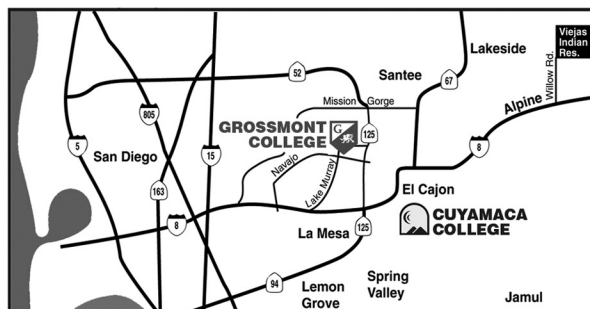 Viejas
Indian
Res.
Lakeside
Willow Rd.
52
Santee
67
Alpine
Mission Gorge
805
GROSSMONT
COLLEGE
G
125
5
San Diego
15
8
Navajo
163
Lake Murray
El Cajon
CUYAMACA
COLLEGE
8
La Mesa
125
94
Spring
Valley
Lemon
Grove
Jamul